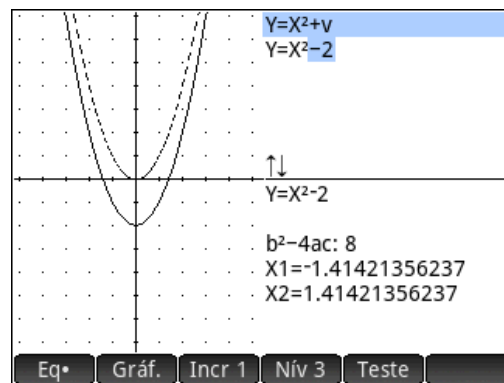 Y=X²+v
Y=X²−2
↑↓
Y=X²-2
b²−4ac: 8
X1=-1.41421356237
X2=1.41421356237
Eq• Gráf. Incr 1 Nív 3 Teste